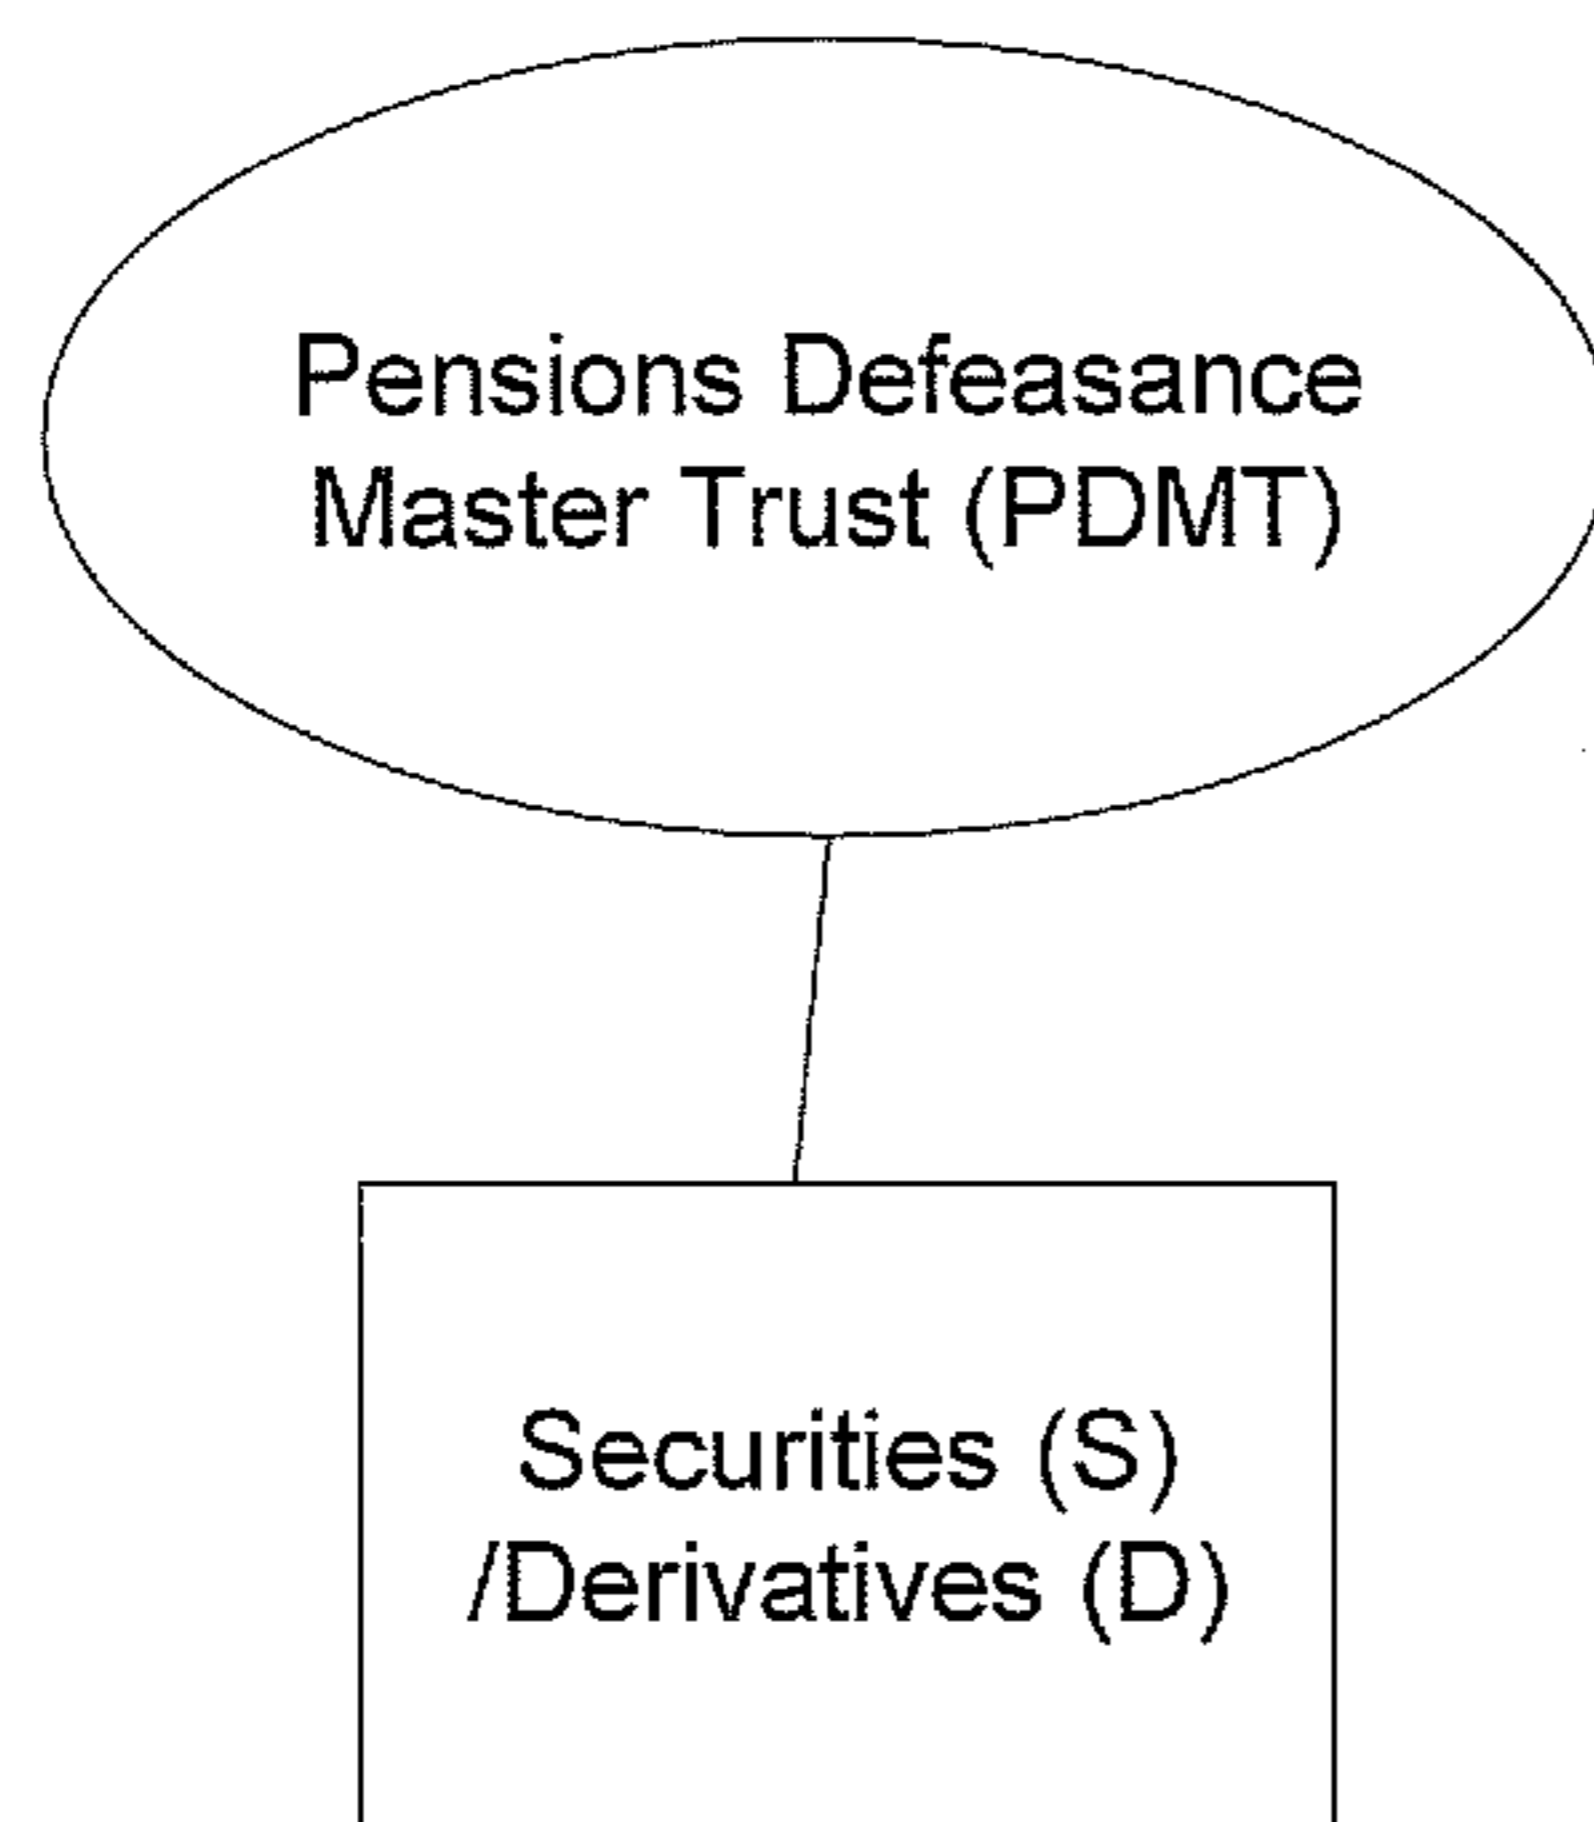 Pensions Defeasance
Master Trust (PDMT)
Securities (S)
/Derivatives (D)